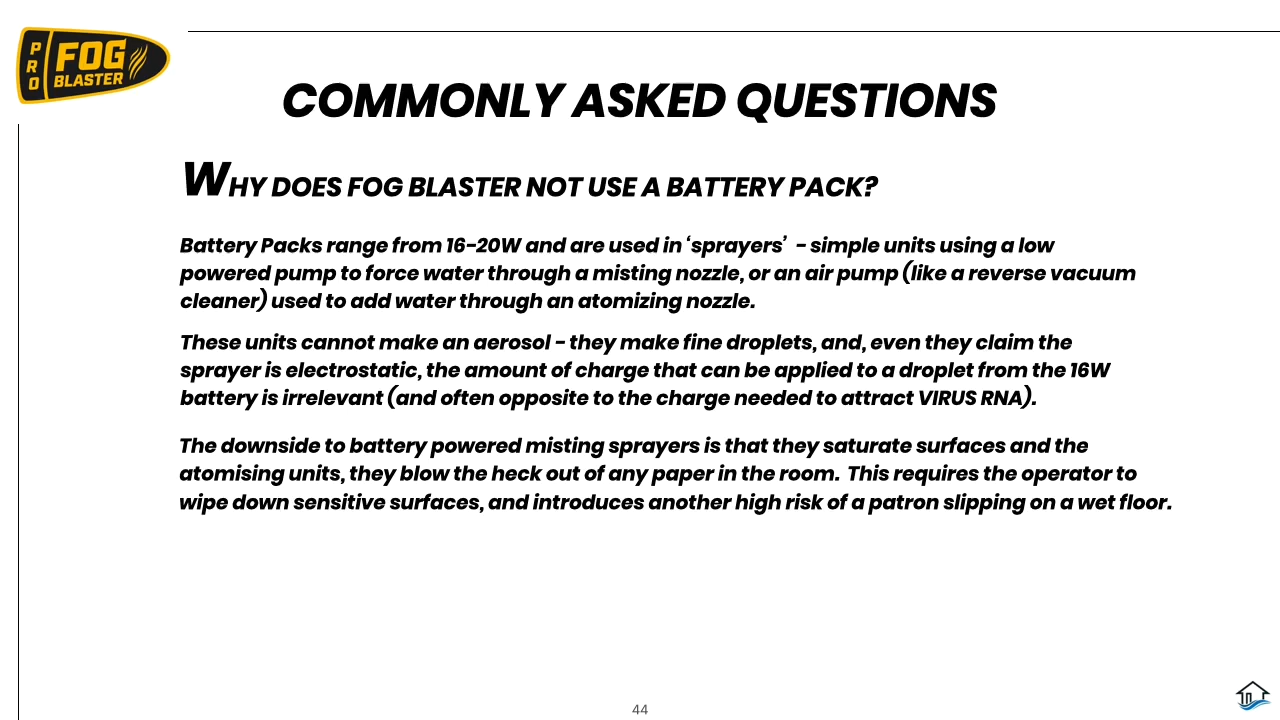 PRO
FOG
BLASTER
COMMONLY ASKED QUESTIONS
WHY DOES FOG BLASTER NOT USE A BATTERY PACK?
Battery Packs range from 16-20W and are used in ‘sprayers’ - simple units using a low
powered pump to force water through a misting nozzle, or an air pump (like a reverse vacuum
cleaner) used to add water through an atomizing nozzle.
These units cannot make an aerosol - they make fine droplets, and, even they claim the
sprayer is electrostatic, the amount of charge that can be applied to a droplet from the 16W
battery is irrelevant (and often opposite to the charge needed to attract VIRUS RNA).
The downside to battery powered misting sprayers is that they saturate surfaces and the
atomising units, they blow the heck out of any paper in the room. This requires the operator to
wipe down sensitive surfaces, and introduces another high risk of a patron slipping on a wet floor.
44